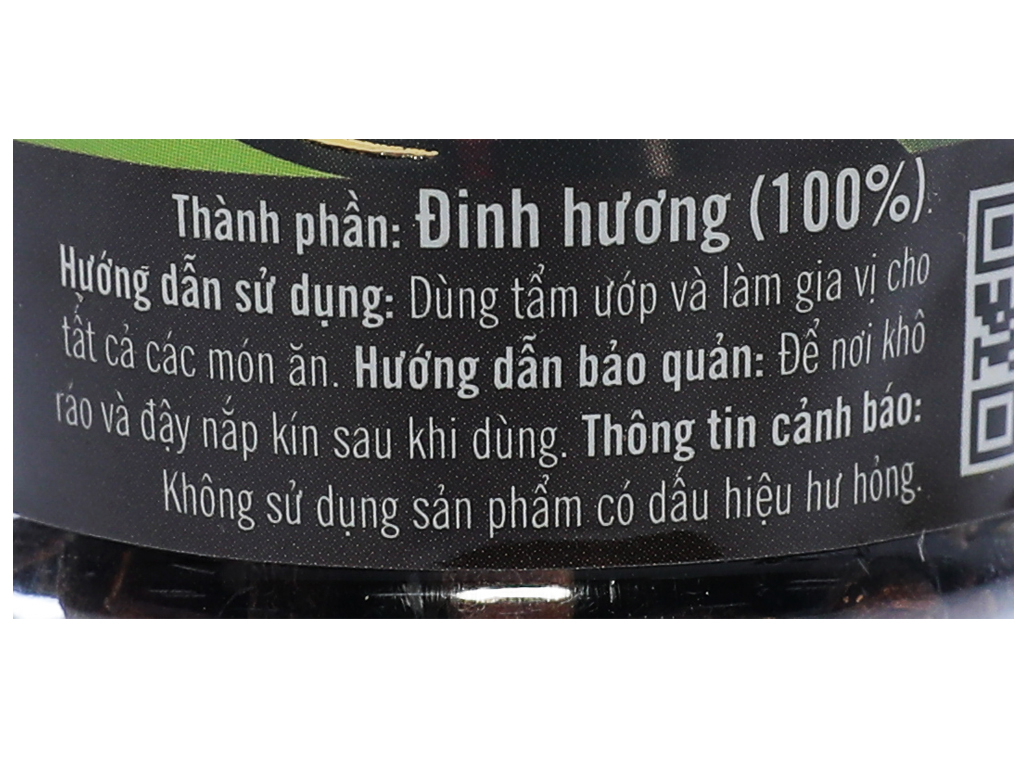 Thành phần: Đinh hương (100%).
Hướng dẫn sử dụng: Dùng tẩm ướp và làm gia vị cho
tất cả các món ăn. Hướng dẫn bảo quản: Để nơi khô
ráo và đậy nắp kín sau khi dùng. Thông tin cảnh báo:
Không sử dụng sản phẩm có dấu hiệu hư hỏng.